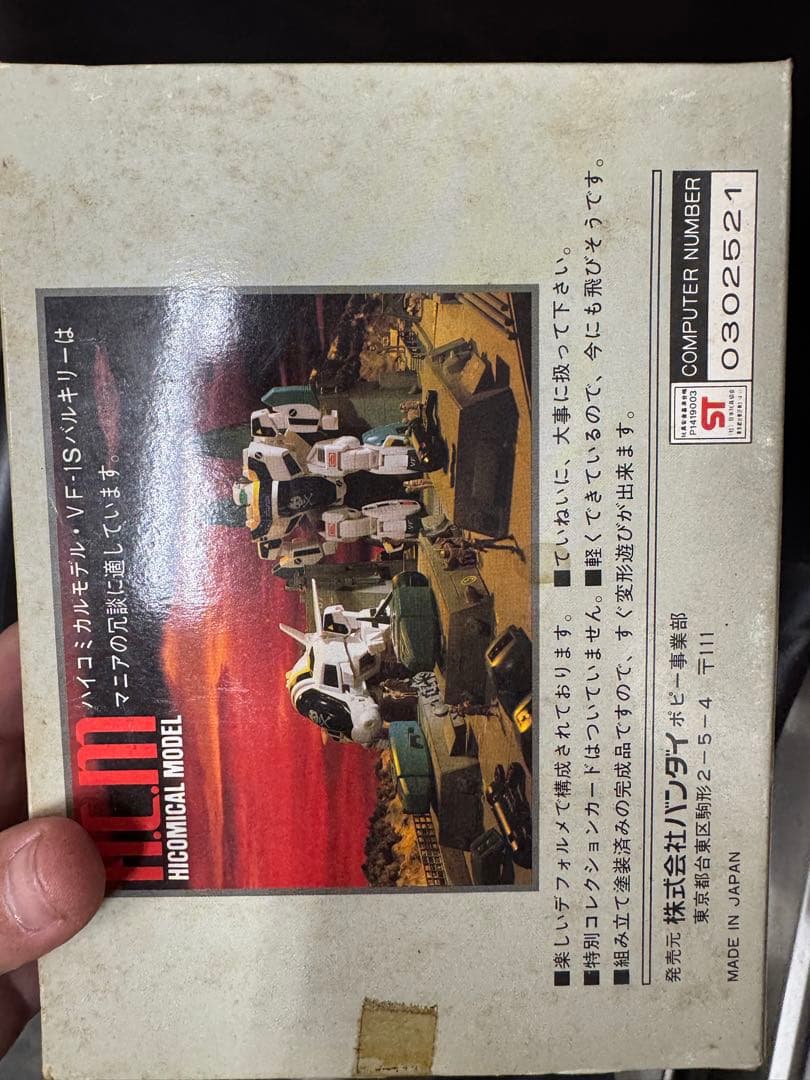 H.C.M
HICOMICAL MODEL
ハイコミカルモデル・VF-1Sバルキリーは
マニアの冗談に適しています。
■楽しいデフォルメで構成されております。 ■ていねいに、大事に扱って下さい。
■特別コレクションカードはついていません。 ■軽くできているので、今にも飛びそうです。
■組み立て塗装済みの完成品ですので、すぐ変形遊びが出来ます。
発売元 株式会社バンダイ ポピー事業部
東京都台東区駒形2-5-4 〒111
MADE IN JAPAN
P1419003
ST
COMPUTER NUMBER
0302521